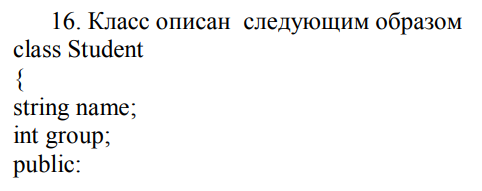 16. Класс описан  следующим образом
class Student
{
string name;
int group;
public: